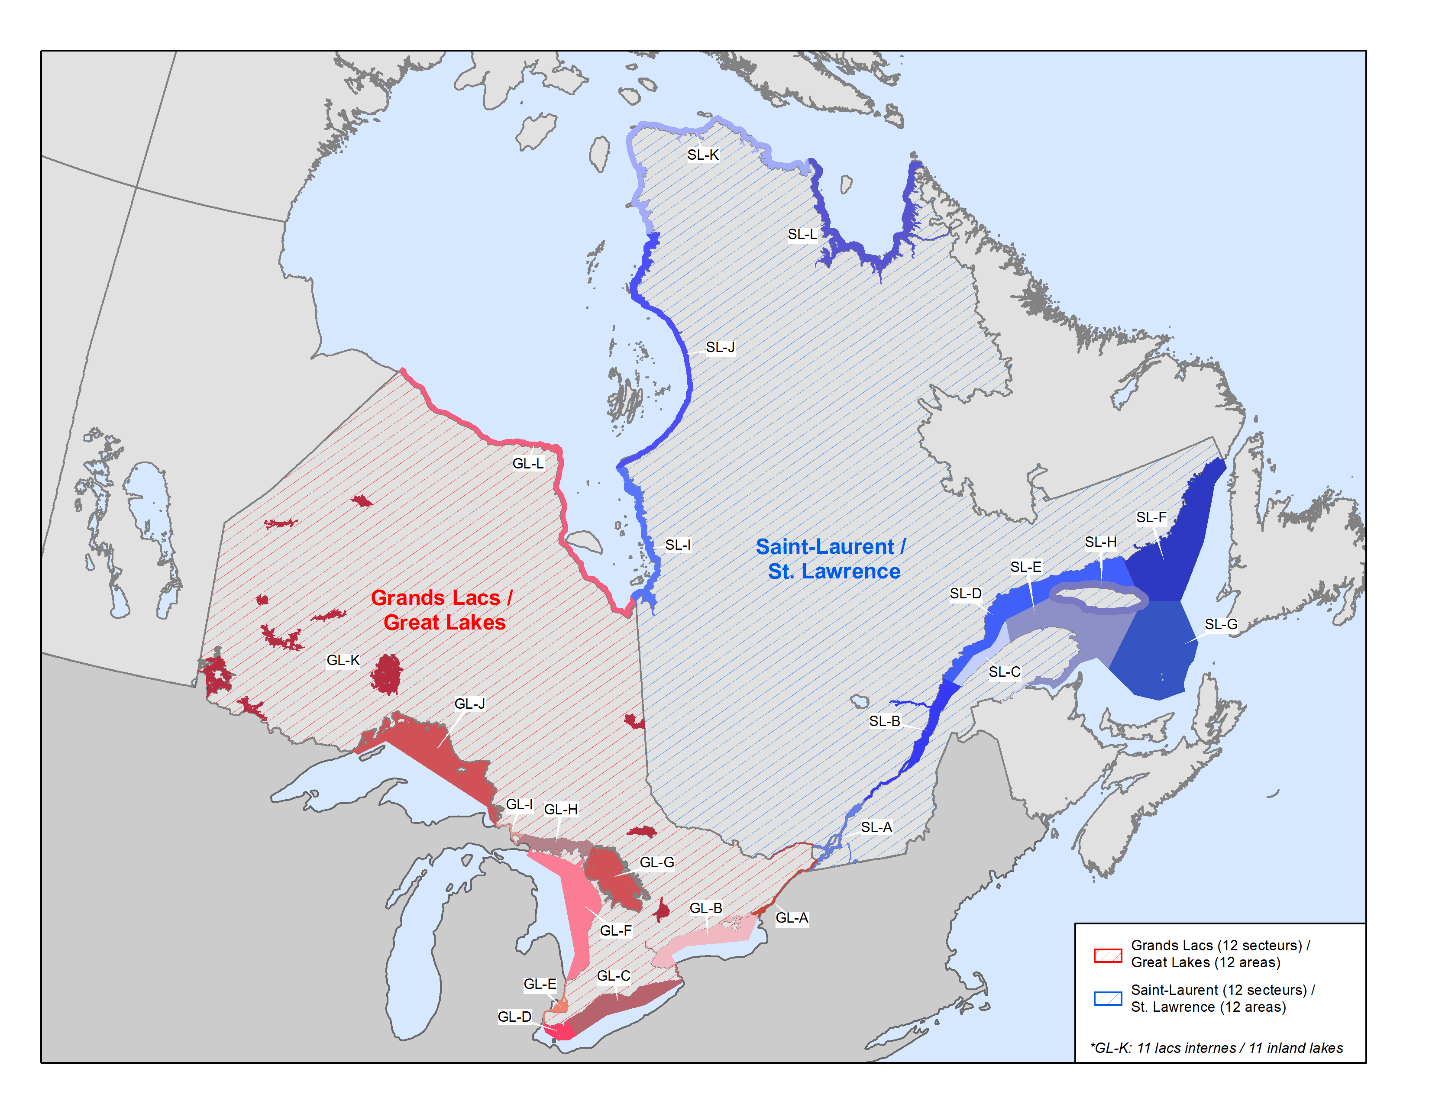 SL-K
SL-L
SL-J
GL-L
SL-F
SL-I
SL-H
Saint-Laurent /
St. Lawrence
SL-E
SL-D
Grands Lacs /
Great Lakes
SL-G
GL-K
SL-C
GL-J
SL-B
GL-I
GL-H
SL-A
GL-G
GL-B
GL-A
GL-F
GL-C
GL-E
GL-D
Grands Lacs (12 secteurs) /
Great Lakes (12 areas)
Saint-Laurent (12 secteurs) /
St. Lawrence (12 areas)
*GL-K: 11 lacs internes / 11 inland lakes